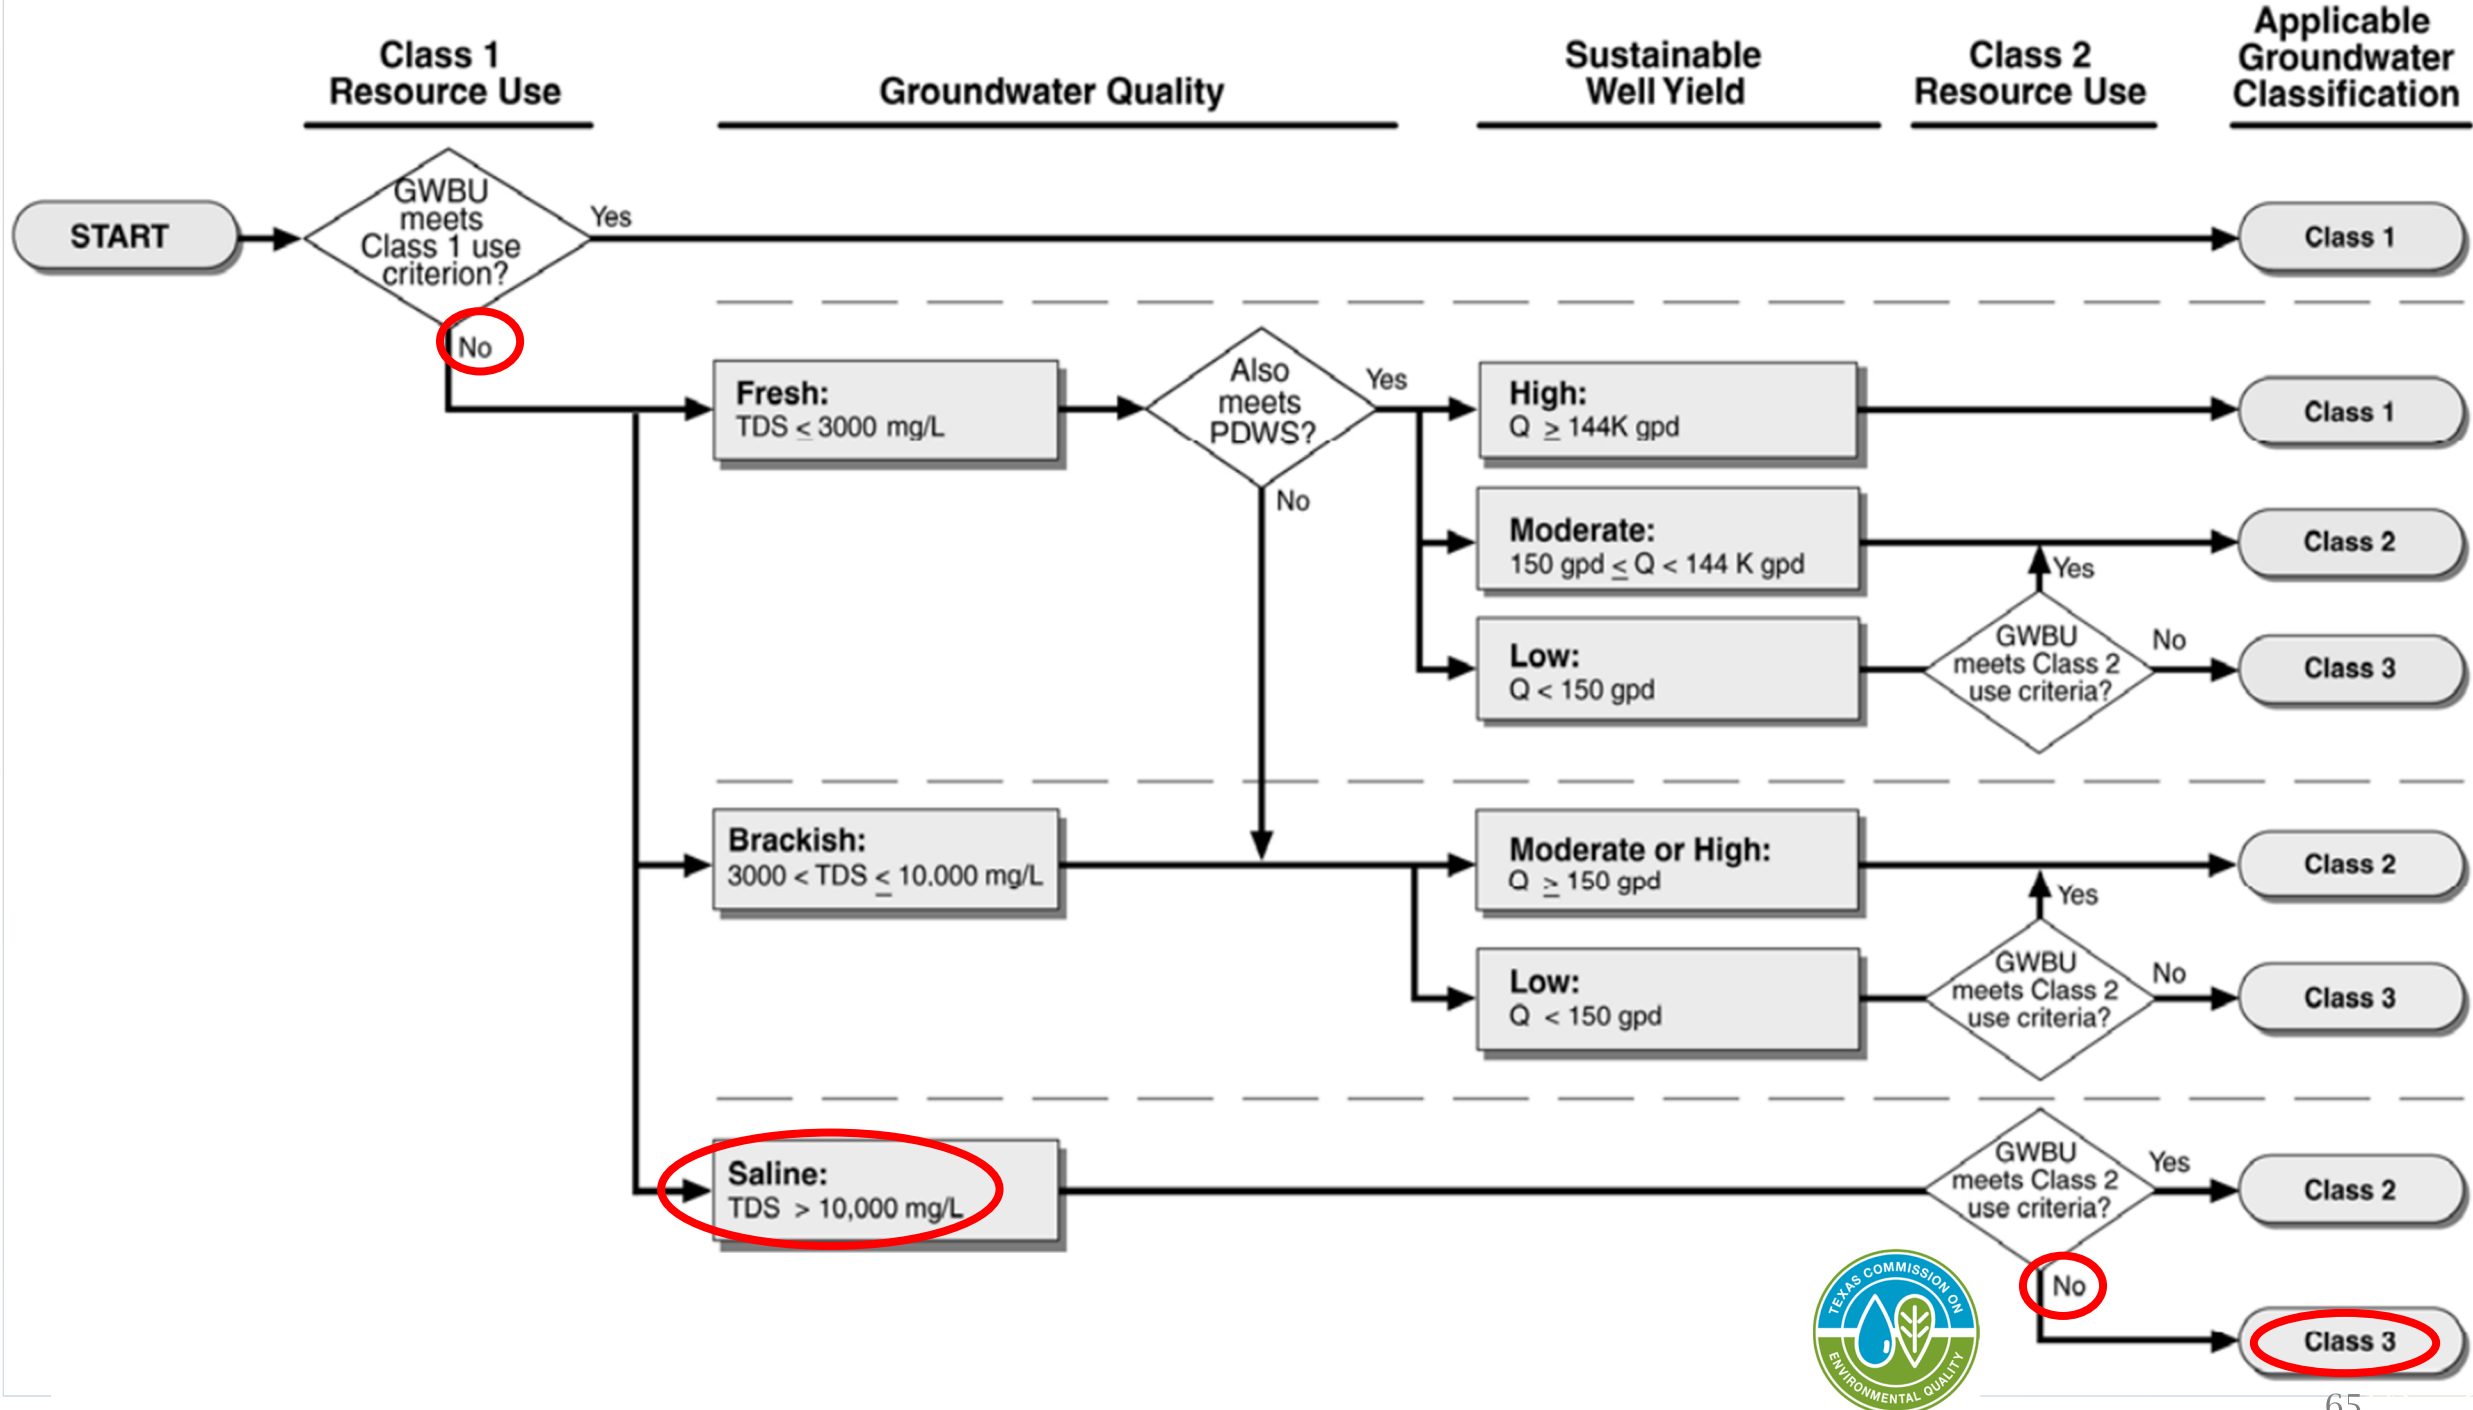 Class 1
Resource Use
Groundwater Quality
Sustainable
Well Yield
Class 2
Resource Use
Applicable
Groundwater
Classification
START
GWBU
meets
Class 1 use
criterion?
Yes
Class 1
No
Fresh:
TDS ≤ 3000 mg/L
Also
meets
PDWS?
Yes
No
High:
Q ≥ 144K gpd
Class 1
Moderate:
150 gpd ≤ Q < 144 K gpd
Class 2
Yes
Low:
Q < 150 gpd
GWBU
meets Class 2
use criteria?
No
Class 3
Brackish:
3000 < TDS ≤ 10.000 mg/L
Moderate or High:
Q ≥ 150 gpd
Class 2
Yes
Low:
Q < 150 gpd
GWBU
meets Class 2
use criteria?
No
Class 3
Saline:
TDS > 10,000 mg/L
GWBU
meets Class 2
use criteria?
Yes
Class 2
No
Class 3
TEXAS COMMISSION ON
ENVIRONMENTAL QUALITY
65